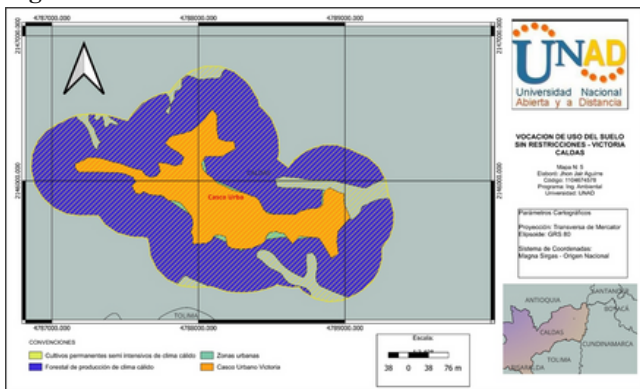 4787000.000
4788000.000
4789000.000
2147000.000
2147000.000
2146000.000
2146000.000
Casco Urba
TOLIMA
4787000.000
4788000.000
4789000.000
UNAD
Universidad Nacional
Abierta y a Distancia
VOCACION DE USO DEL SUELO
SIN RESTRICCIONES - VICTORIA
CALDAS
Mapa N: 5
Elaboró: Jhon Jair Aguirre
Programa: Ing. Ambiental
Universidad: UNAD
Parámetros Cartográficos
Proyección: Transversa de Mercator
Elipsoide: GRS 80
Sistema de Coordenadas:
Magna Sirgas - Origen Nacional
ANTIOQUIA
SANTANDER
BOYACÁ
CALDAS
CUNDINAMARCA
TOLIMA
RISARALDA
CONVENCIONES
Cultivos permanentes semi intensivos de clima cálido
Zonas urbanas
Forestal de producción de clima cálido
Casco Urbano Victoria
Escala:
38 0 38 76 m